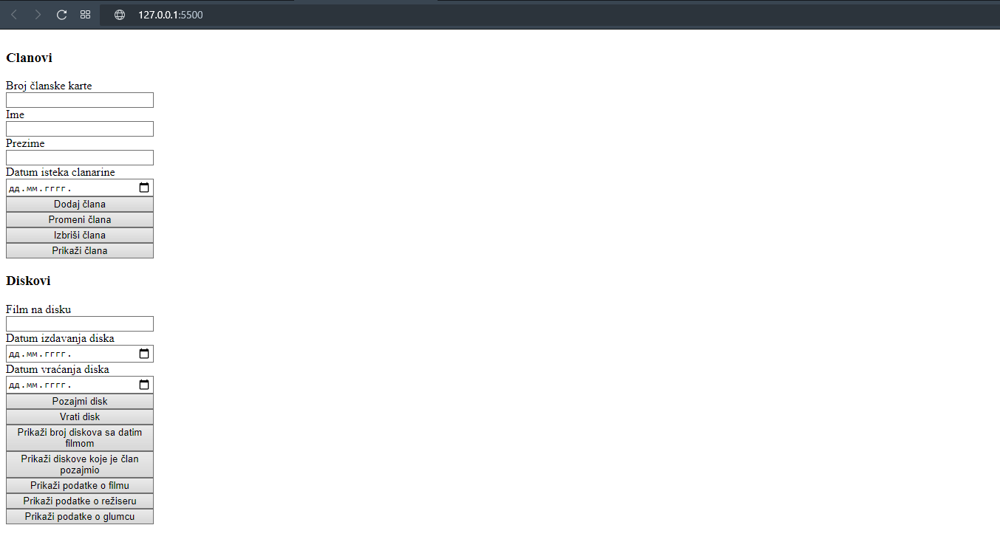 127.0.0.1:5500
Clanovi
Broj članske karte
Ime
Prezime
Datum isteka clanarine
дд.мм.гггг.
Dodaj člana
Promeni člana
Izbriši člana
Prikaži člana
Diskovi
Film na disku
Datum izdavanja diska
дд.мм.гггг.
Datum vraćanja diska
дд.мм.гггг.
Pozajmi disk
Vrati disk
Prikaži broj diskova sa datim
filmom
Prikaži diskove koje je član
pozajmio
Prikaži podatke o filmu
Prikaži podatke o režiseru
Prikaži podatke o glumcu